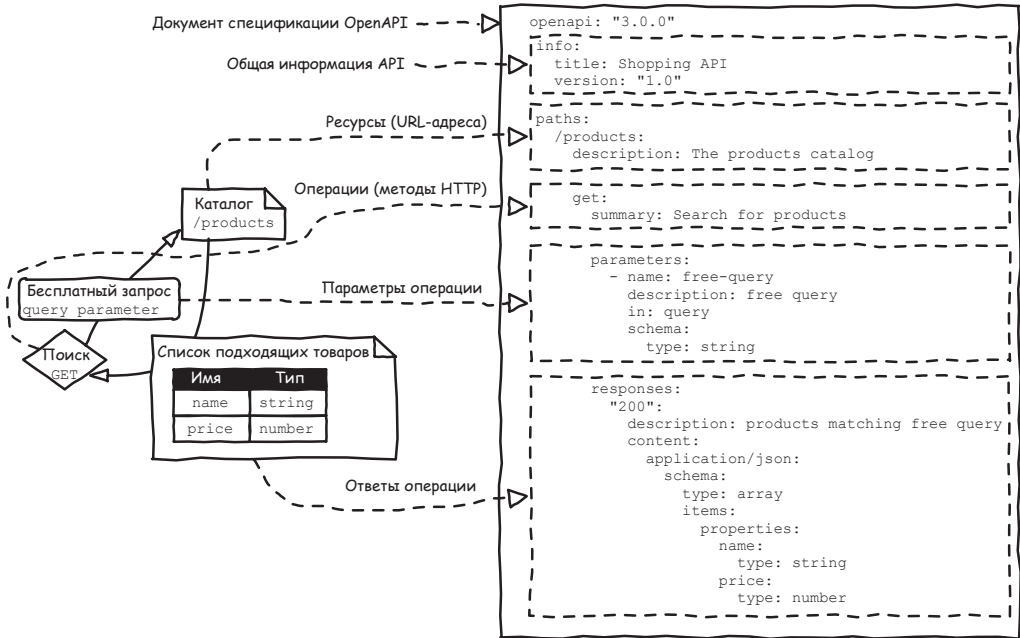 Документ спецификации OpenAPI
Общая информация API
Ресурсы (URL-адреса)
Операции (методы HTTP)
Каталог
/products
Бесплатный запрос
query parameter
Параметры операции
Поиск
GET
Список подходящих товаров
Имя Тип
name string
price number
Ответы операции
openapi: "3.0.0"
info:
title: Shopping API
version: "1.0"
paths:
/products:
description: The products catalog
get:
summary: Search for products
parameters:
- name: free-query
description: free query
in: query
schema:
type: string
responses:
"200":
description: products matching free query
content:
application/json:
schema:
type: array
items:
properties:
name:
type: string
price:
type: number